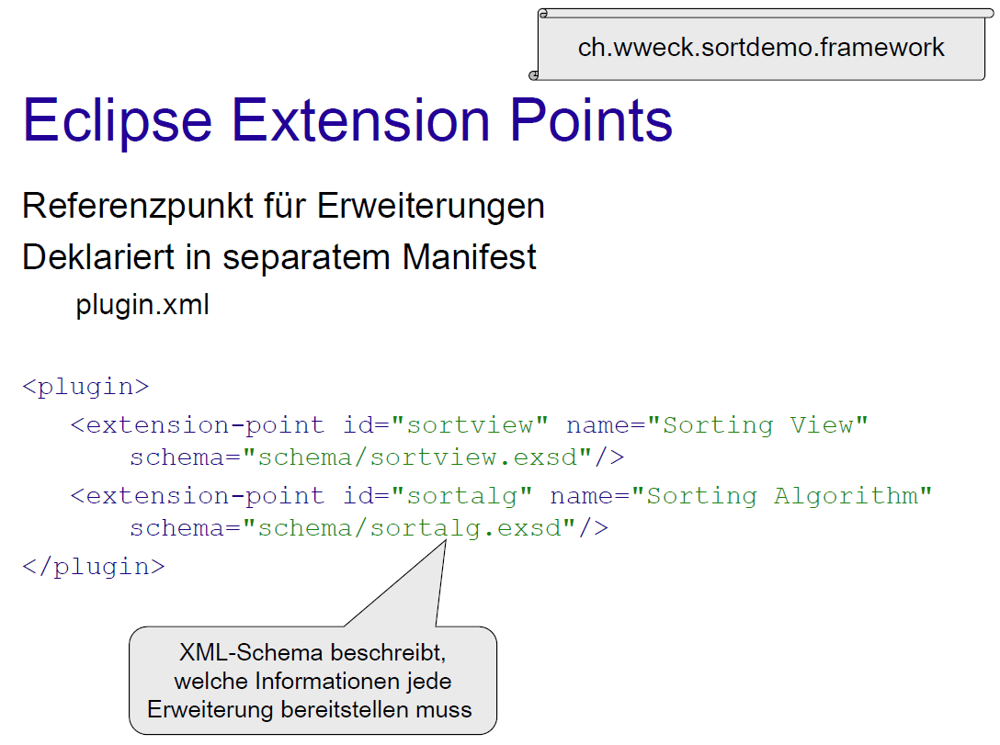 ch.wweck.sortdemo.framework
Eclipse Extension Points
Referenzpunkt für Erweiterungen
Deklariert in separatem Manifest
plugin.xml
<plugin>
<extension-point id="sortview" name="Sorting View"
schema="schema/sortview.exsd"/>
<extension-point id="sortalg" name="Sorting Algorithm"
schema="schema/sortalg.exsd"/>
</plugin>
XML-Schema beschreibt,
welche Informationen jede
Erweiterung bereitstellen muss